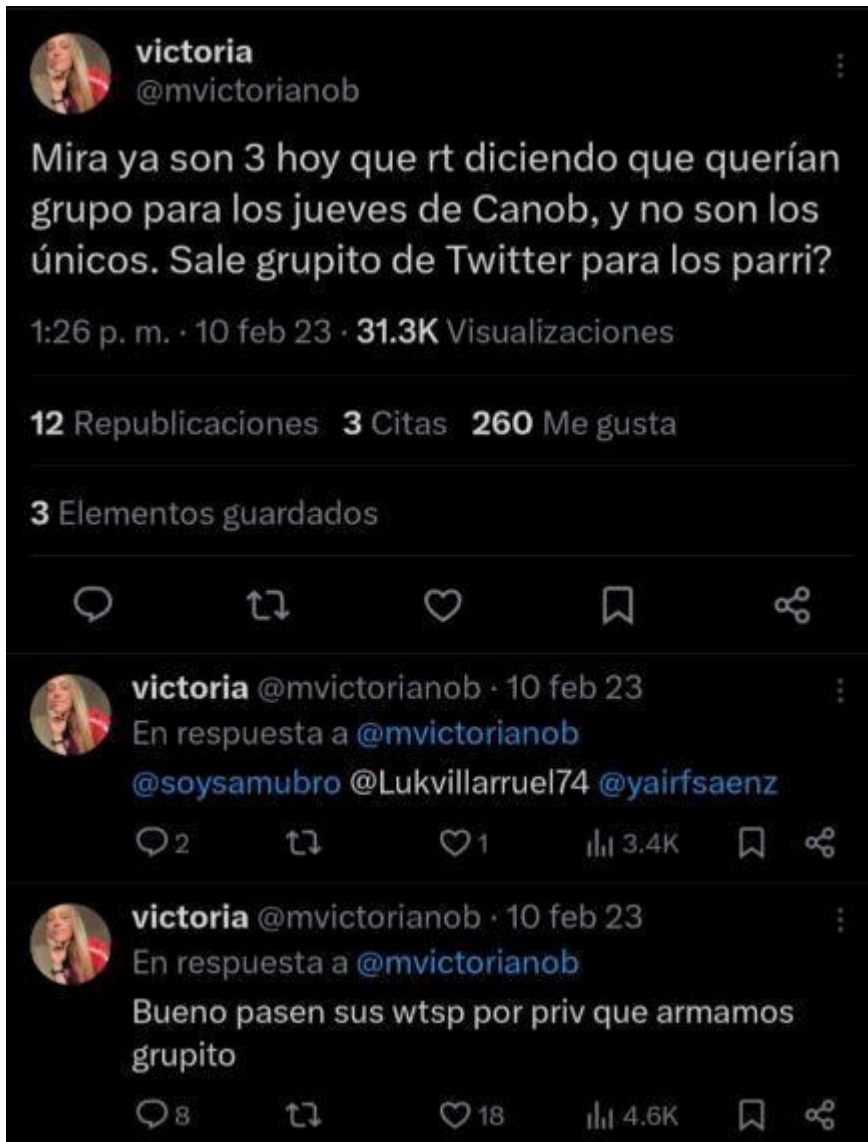 victoria
@mvictorianob
Mira ya son 3 hoy que rt diciendo que querían
grupo para los jueves de Canob, y no son los
únicos. Sale grupito de Twitter para los parri?
1:26 p. m. · 10 feb 23 · 31.3K Visualizaciones
12 Republicaciones 3 Citas 260 Me gusta
3 Elementos guardados
victoria @mvictorianob · 10 feb 23
En respuesta a @mvictorianob
@soysamubro @Lukvillarruel74 @yairfsaenz
2 1 3.4K
victoria @mvictorianob · 10 feb 23
En respuesta a @mvictorianob
Bueno pasen sus wtsp por priv que armamos
grupito
8 18 4.6K